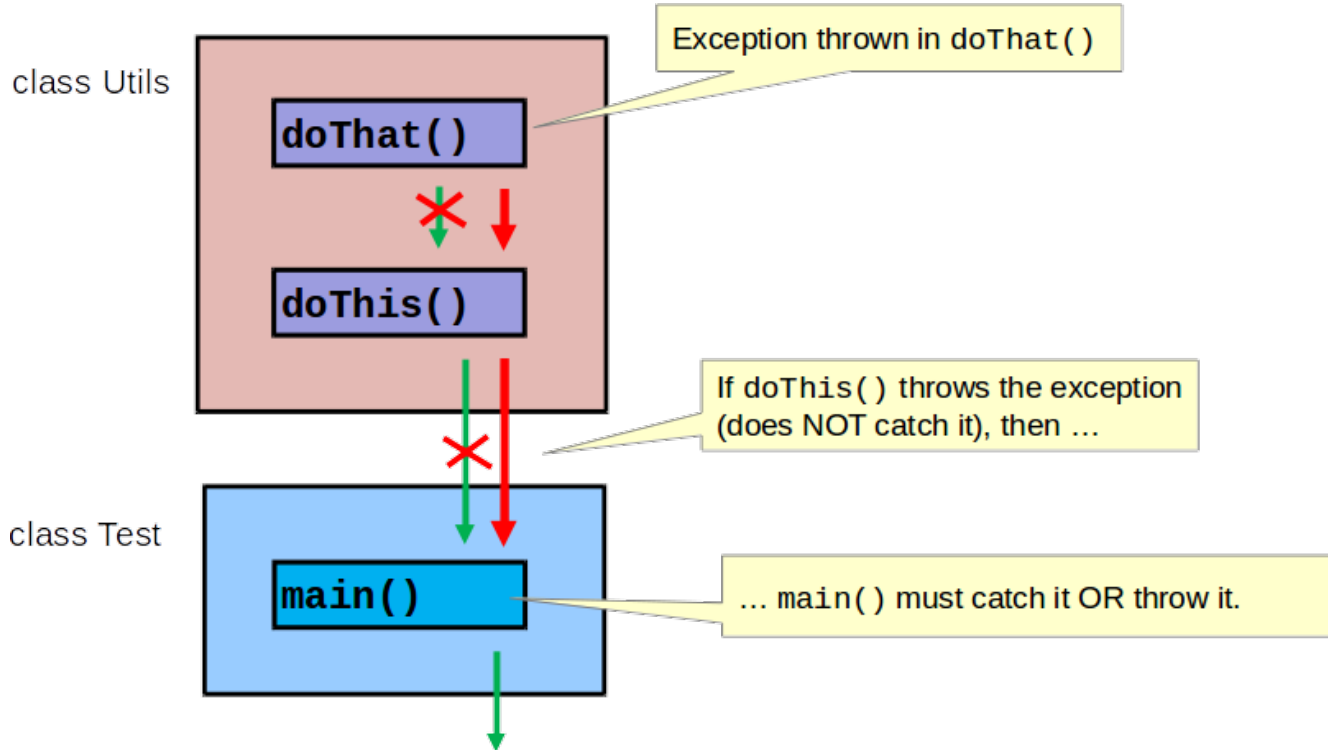 Exception thrown in doThat()
class Utils
doThat()
doThis()
If doThis() throws the exception
(does NOT catch it), then …
class Test
main()
… main() must catch it OR throw it.